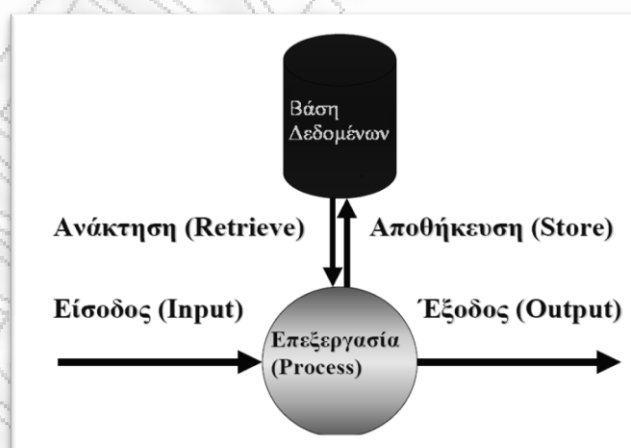 Βάση
Δεδομένων
Ανάκτηση (Retrieve)
Αποθήκευση (Store)
Είσοδος (Input)
Έξοδος (Output)
Επεξεργασία
(Process)